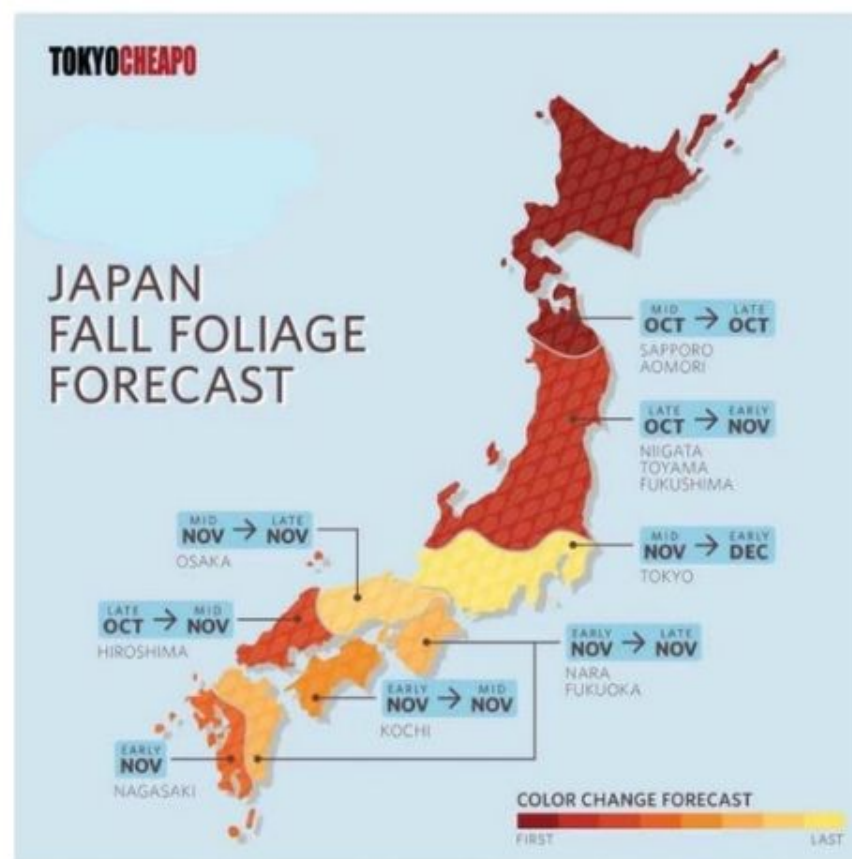 TOKYOCHEAPO
JAPAN
FALL FOLIAGE
FORECAST
MID OCT → LATE OCT
SAPPORO
AOMORI
LATE OCT → EARLY NOV
NIIGATA
TOYAMA
FUKUSHIMA
MID NOV → EARLY DEC
TOKYO
MID NOV → LATE NOV
OSAKA
LATE OCT → MID NOV
HIROSHIMA
EARLY NOV → LATE NOV
NARA
FUKUOKA
EARLY NOV → MID NOV
KOCHI
EARLY NOV
NAGASAKI
COLOR CHANGE FORECAST
FIRST LAST